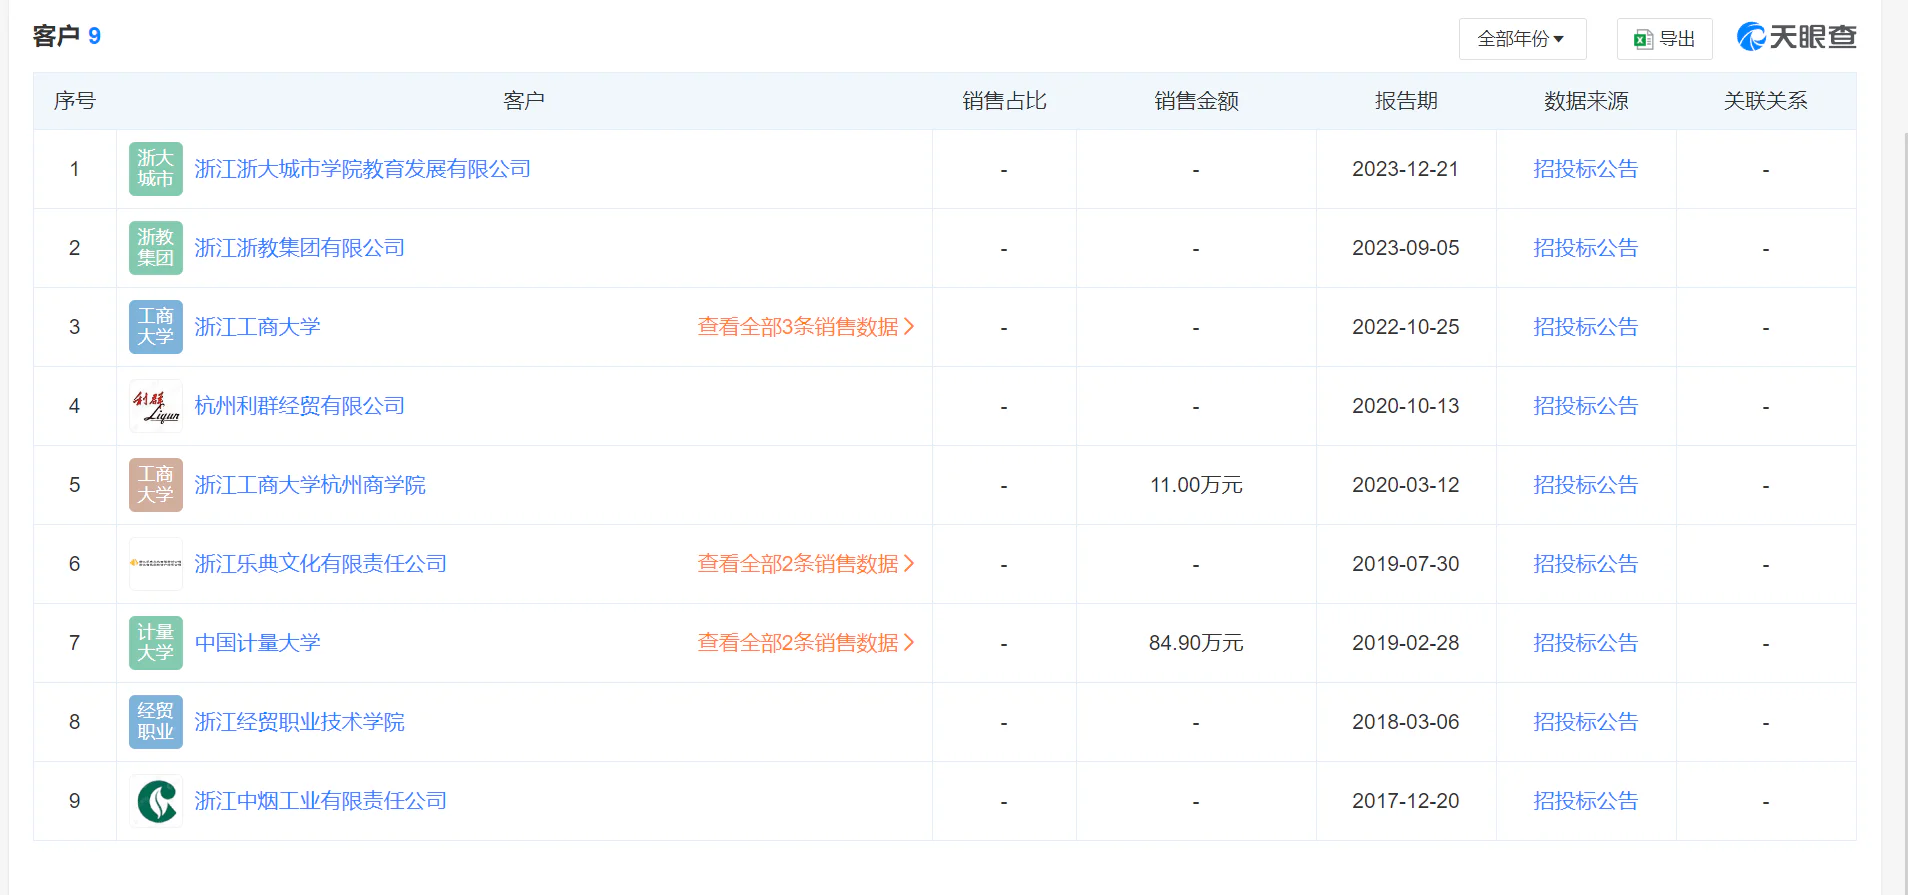 客户 9
全部年份 导出 天眼查
序号 客户 销售占比 销售金额 报告期 数据来源 关联关系
1 浙大城市 浙江浙大城市学院教育发展有限公司 - - 2023-12-21 招投标公告 -
2 浙教集团 浙江浙教集团有限公司 - - 2023-09-05 招投标公告 -
3 工商大学 浙江工商大学 查看全部3条销售数据 - - 2022-10-25 招投标公告 -
4 利群 Liqun 杭州利群经贸有限公司 - - 2020-10-13 招投标公告 -
5 工商大学 浙江工商大学杭州商学院 - 11.00万元 2020-03-12 招投标公告 -
6 浙江乐典文化有限责任公司 查看全部2条销售数据 - - 2019-07-30 招投标公告 -
7 计量大学 中国计量大学 查看全部2条销售数据 - 84.90万元 2019-02-28 招投标公告 -
8 经贸职业 浙江经贸职业技术学院 - - 2018-03-06 招投标公告 -
9 浙江中烟工业有限责任公司 - - 2017-12-20 招投标公告 -